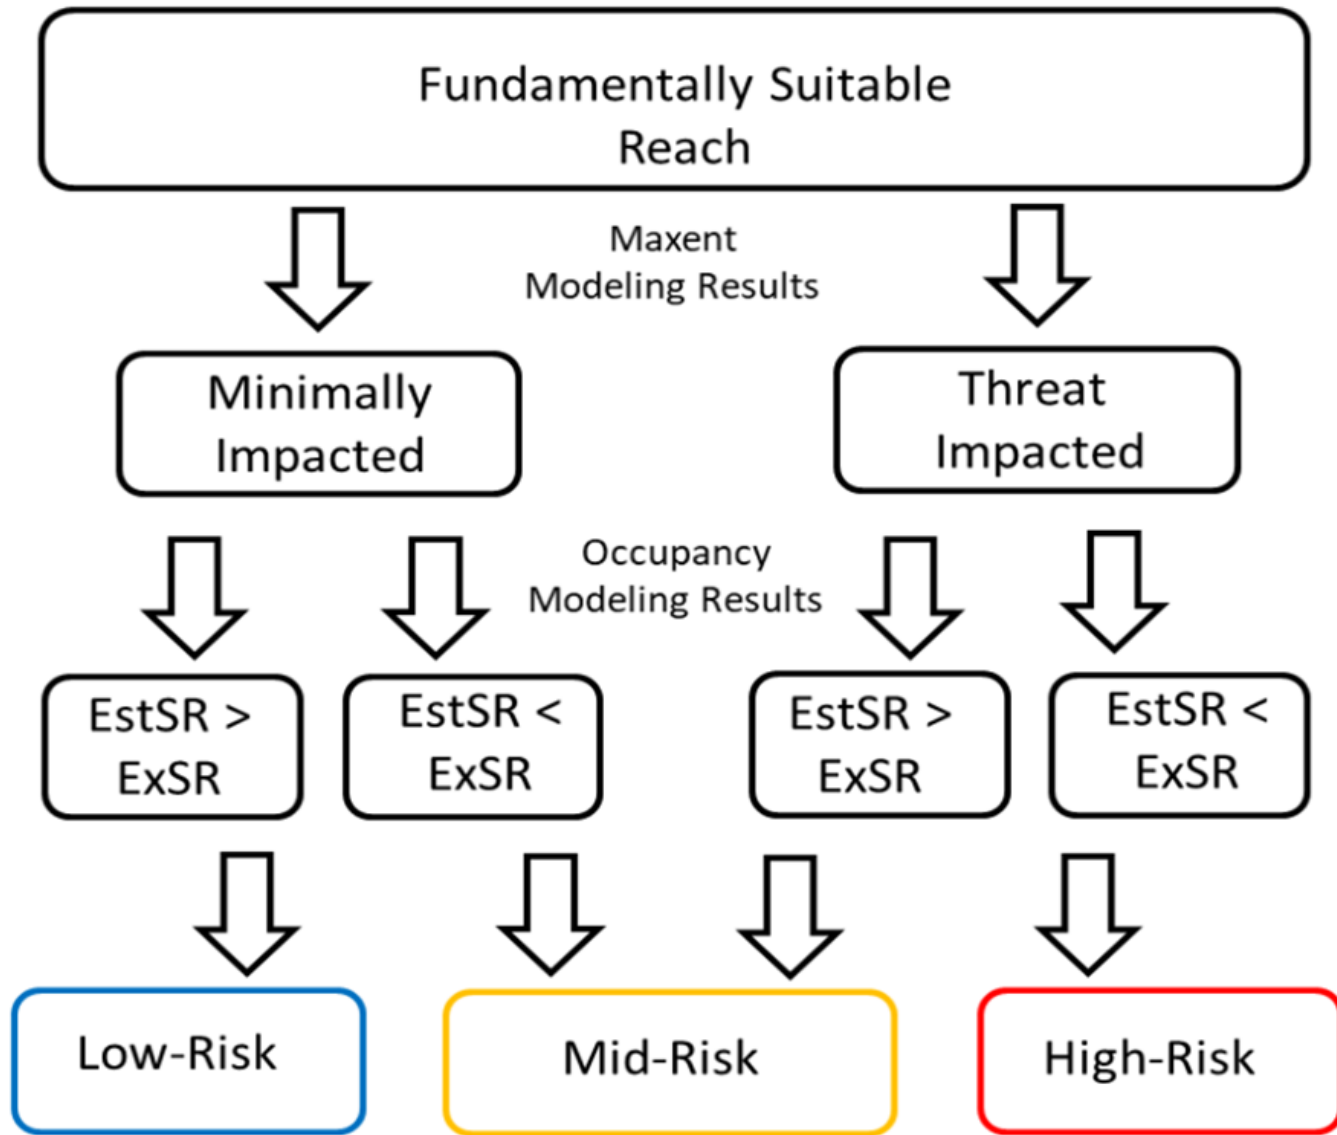 Fundamentally Suitable
Reach
Maxent
Modeling Results
Minimally
Impacted
Threat
Impacted
Occupancy
Modeling Results
EstSR >
ExSR
EstSR <
ExSR
EstSR >
ExSR
EstSR <
ExSR
Low-Risk
Mid-Risk
High-Risk